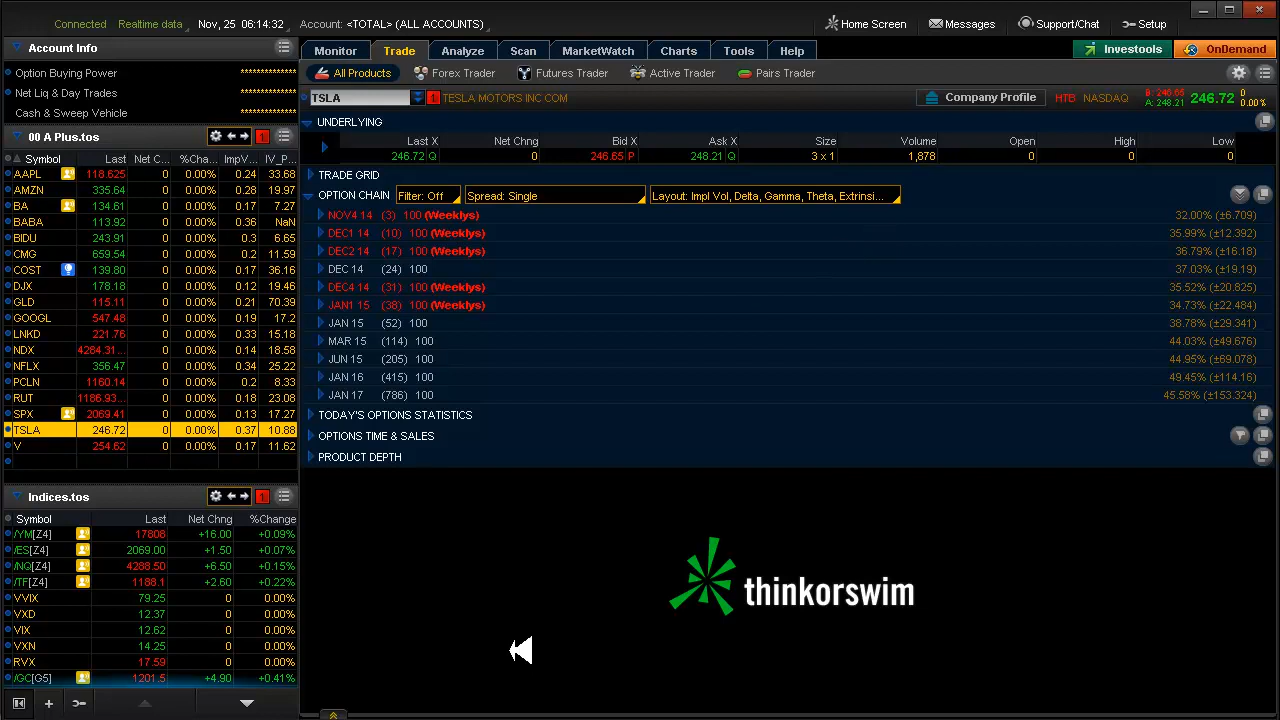 Connected Realtime data Nov, 25 06:14:32 Account: <TOTAL> (ALL ACCOUNTS) Home Screen Messages Support/Chat Setup
Account Info
Option Buying Power **************
Net Liq & Day Trades **************
Cash & Sweep Vehicle **************
Monitor Trade Analyze Scan MarketWatch Charts Tools Help Investools OnDemand
All Products Forex Trader Futures Trader Active Trader Pairs Trader
TSLA 1 TESLA MOTORS INC COM Company Profile HTB NASDAQ B: 246.65 A: 248.21 246.72 0 0.00%
UNDERLYING
Last X Net Chng Bid X Ask X Size Volume Open High Low
246.72 Q 0 246.65 P 248.21 Q 3 x 1 1,878 0 0 0
TRADE GRID
OPTION CHAIN Filter: Off Spread: Single Layout: Impl Vol, Delta, Gamma, Theta, Extrinsi...
NOV4 14 (3) 100 (Weeklys) 32.00% (±6.709)
DEC1 14 (10) 100 (Weeklys) 35.99% (±12.392)
DEC2 14 (17) 100 (Weeklys) 36.79% (±16.18)
DEC 14 (24) 100 37.03% (±19.19)
DEC4 14 (31) 100 (Weeklys) 35.52% (±20.825)
JAN1 15 (38) 100 (Weeklys) 34.73% (±22.484)
JAN 15 (52) 100 38.78% (±29.341)
MAR 15 (114) 100 44.03% (±49.676)
JUN 15 (205) 100 44.95% (±69.078)
JAN 16 (415) 100 49.45% (±114.16)
JAN 17 (786) 100 45.58% (±153.324)
TODAY'S OPTIONS STATISTICS
OPTIONS TIME & SALES
PRODUCT DEPTH
00 A Plus.tos 1
Symbol Last Net C... %Cha... ImpV... IV_P...
AAPL 118.625 0 0.00% 0.24 33.68
AMZN 335.64 0 0.00% 0.28 19.97
BA 134.61 0 0.00% 0.17 7.27
BABA 113.92 0 0.00% 0.36 NaN
BIDU 243.91 0 0.00% 0.3 6.65
CMG 659.54 0 0.00% 0.2 11.59
COST 139.80 0 0.00% 0.17 36.16
DJX 178.18 0 0.00% 0.12 19.46
GLD 115.11 0 0.00% 0.21 70.39
GOOGL 547.48 0 0.00% 0.19 17.2
LNKD 221.76 0 0.00% 0.33 15.18
NDX 4284.31... 0 0.00% 0.14 18.58
NFLX 356.47 0 0.00% 0.34 25.22
PCLN 1160.14 0 0.00% 0.2 8.33
RUT 1186.93... 0 0.00% 0.18 23.08
SPX 2069.41 0 0.00% 0.13 17.27
TSLA 246.72 0 0.00% 0.37 10.88
V 254.62 0 0.00% 0.17 11.62
Indices.tos 1
Symbol Last Net Chng %Change
/YM[Z4] 17808 +16.00 +0.09%
/ES[Z4] 2069.00 +1.50 +0.07%
/NQ[Z4] 4288.50 +6.50 +0.15%
/TF[Z4] 1188.1 +2.60 +0.22%
VVIX 79.25 0 0.00%
VXD 12.37 0 0.00%
VIX 12.62 0 0.00%
VXN 14.25 0 0.00%
RVX 17.59 0 0.00%
/GC[G5] 1201.5 +4.90 +0.41%
thinkorswim